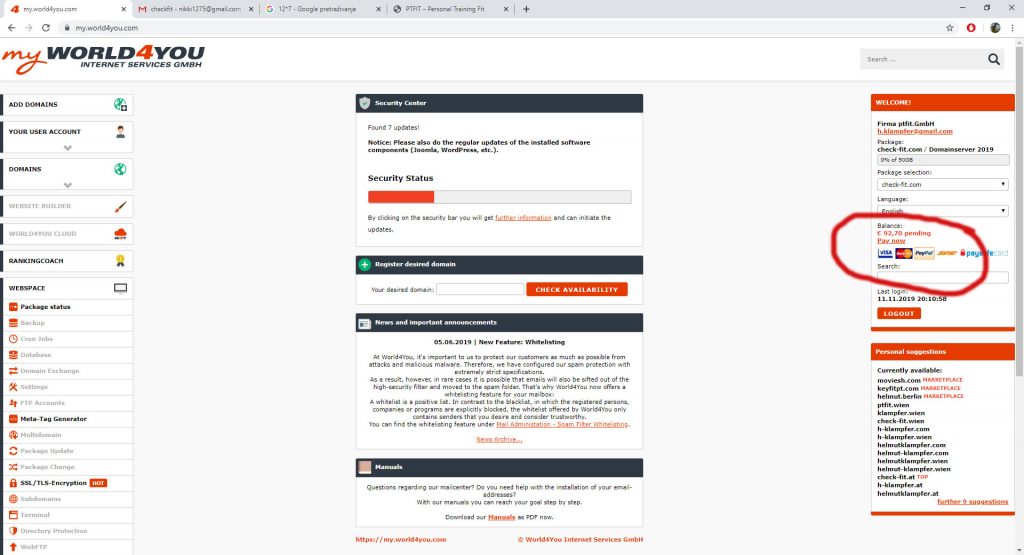 my.world4you.com
checkfit - nikki1275@gmail.com
12*7 - Google pretraživanje
PTFIT – Personal Training Fit
my.world4you.com
my WORLD4YOU
INTERNET SERVICES GMBH
Search ...
ADD DOMAINS
YOUR USER ACCOUNT
DOMAINS
WEBSITE BUILDER
WORLD4YOU CLOUD
RANKINGCOACH
WEBSPACE
Package status
Backup
Cron Jobs
Database
Domain Exchange
Settings
FTP Accounts
Meta-Tag Generator
Multidomain
Package Update
Package Change
SSL/TLS-Encryption HOT
Subdomains
Terminal
Directory Protection
WebFTP
Security Center
Found 7 updates!
Notice: Please also do the regular updates of the installed software
components (Joomla, WordPress, etc.).
Security Status
By clicking on the security bar you will get further information and can initiate the
updates.
Register desired domain
Your desired domain:
CHECK AVAILABILITY
News and important announcements
05.06.2019 | New Feature: Whitelisting
At World4You, it's important to us to protect our customers as much as possible from
attacks and malicious malware. Therefore, we have configured our spam protection with
extremely strict specifications.
As a result, however, in rare cases it is possible that emails will also be sifted out of the
high-security filter and moved to the spam folder. That's why World4You now offers a
whitelisting feature for your mailbox:
A whitelist is a positive list. In contrast to the blacklist, in which the registered persons,
companies or programs are explicitly blocked, the whitelist offered by World4You only
contains senders that you desire and consider trustworthy.
You can find the whitelisting feature under Mail Administation - Spam Filter Whitelisting.
News Archive...
Manuals
Questions regarding our mailcenter? Do you need help with the installation of your email-
addresses?
With our manuals you can reach your goal step by step.
Download our Manuals as PDF now.
https://my.world4you.com
© World4You Internet Services GmbH
WELCOME!
Firma ptfit.GmbH
h.klampfer@gmail.com
Package:
check-fit.com / Domainserver 2019
0% of 50GB
Package selection:
check-fit.com
Language:
English
Balance:
€ 92,70 pending
Pay now
VISA MasterCard PayPal SOFORT paysafecard
Search:
Last login:
11.11.2019 20:10:58
LOGOUT
Personal suggestions
Currently available:
moviesh.com MARKETPLACE
keyfitpt.com MARKETPLACE
helmut.berlin MARKETPLACE
ptfit.wien
klampfer.wien
check-fit.wien
h-klampfer.com
h-klampfer.wien
helmutklampfer.com
helmut-klampfer.com
helmutklampfer.wien
helmut-klampfer.wien
check-fit.at TOP
h-klampfer.at
helmutklampfer.at
further 9 suggestions